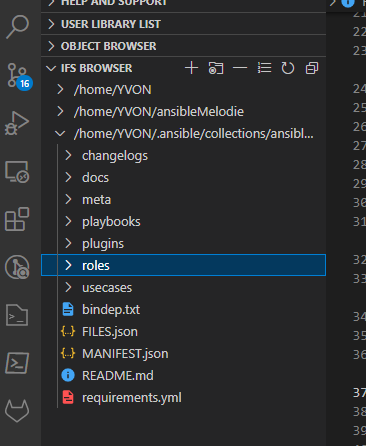 HELP AND SUPPORT
USER LIBRARY LIST
OBJECT BROWSER
IFS BROWSER
/home/YVON
/home/YVON/ansibleMelodie
/home/YVON/.ansible/collections/ansibl...
changelogs
docs
meta
playbooks
plugins
roles
usecases
bindep.txt
{..} FILES.json
{..} MANIFEST.json
README.md
requirements.yml
16
21
22
24
25
26
27
28
29
30
31
32
33
34
35
36
37
38
39